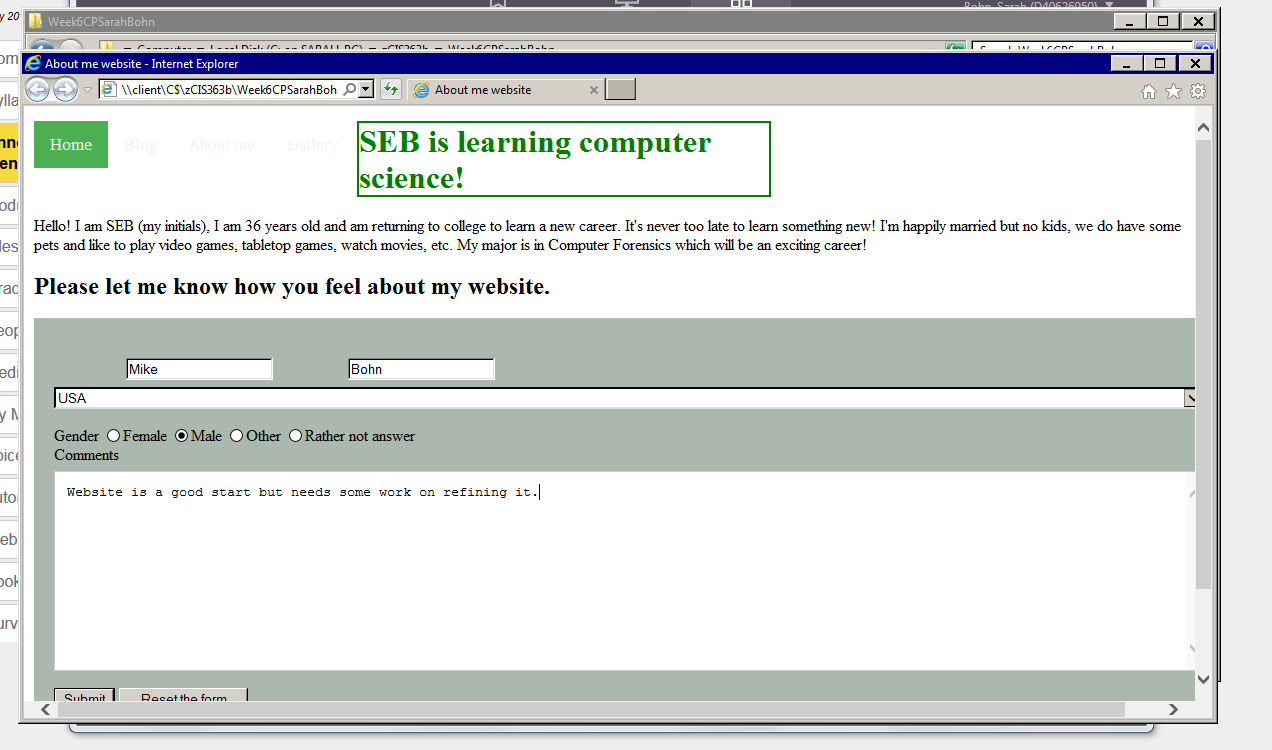 Bohn, Sarah (D40626950)
Week6CPSarahBohn
About me website - Internet Explorer
\\client\C$\zCIS363b\Week6CPSarahBoh
About me website
Home Blog About me Gallery
SEB is learning computer
science!
Hello! I am SEB (my initials), I am 36 years old and am returning to college to learn a new career. It's never too late to learn something new! I'm happily married but no kids, we do have some
pets and like to play video games, tabletop games, watch movies, etc. My major is in Computer Forensics which will be an exciting career!
Please let me know how you feel about my website.
Mike Bohn
USA
Gender Female Male Other Rather not answer
Comments
Website is a good start but needs some work on refining it.
Submit Reset the form